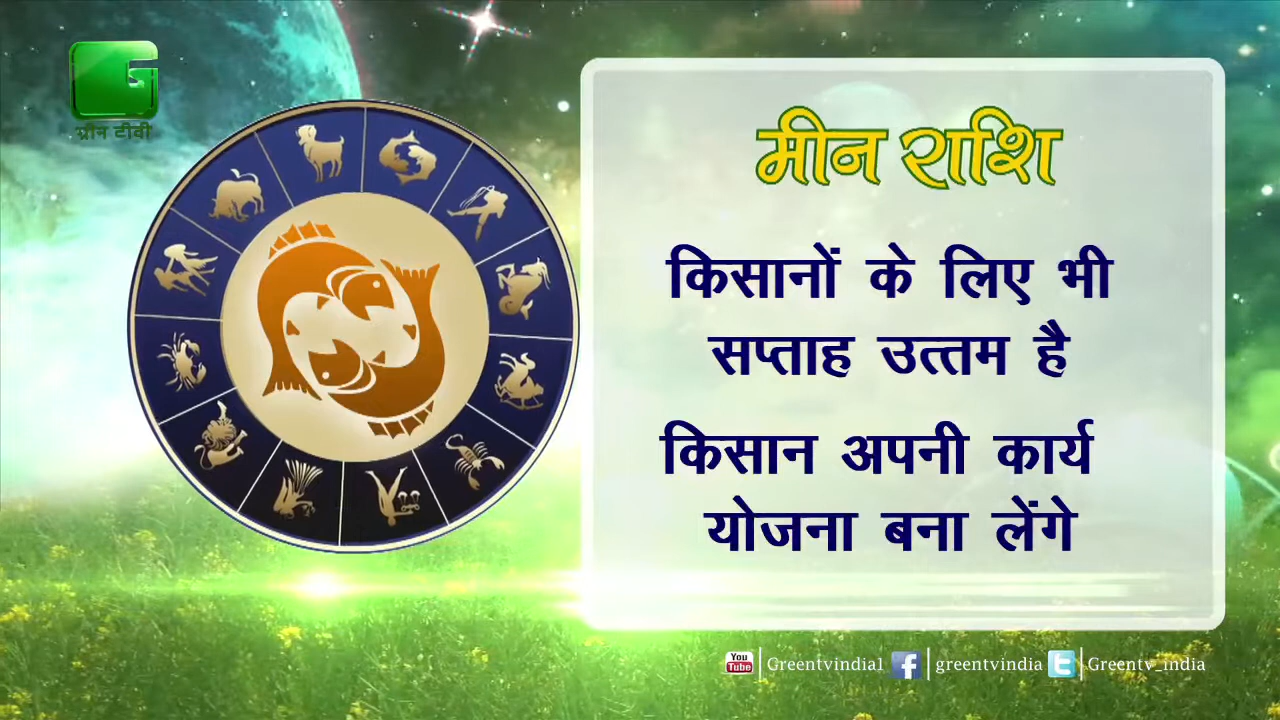 ग्रीन टीवी
मीन राशि
किसानों के लिए भी
सप्ताह उत्तम है
किसान अपनी कार्य
योजना बना लेंगे
You Tube Greentvindia1 f greentvindia t Greentv_india